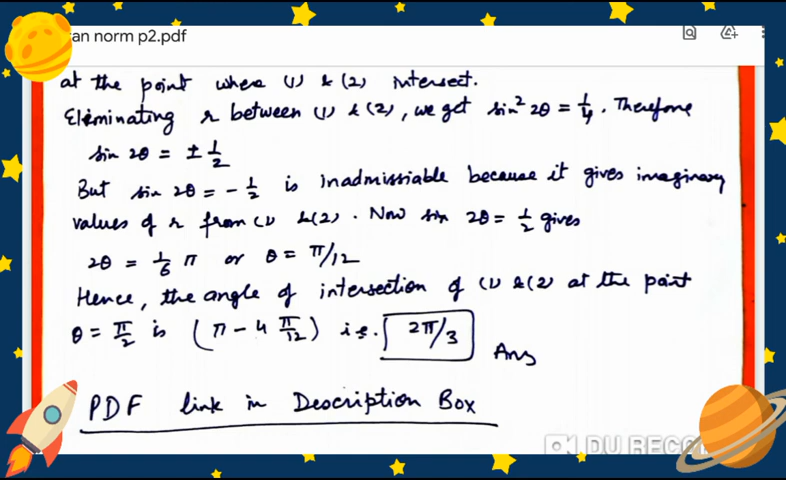 an norm p2.pdf
at the point where (1) & (2) intersect.
Eliminating r between (1) & (2), we get sin² 2θ = 1/4. Therefore
sin 2θ = ± 1/2
But sin 2θ = - 1/2 is inadmissiable because it gives imaginary
values of r from (1) & (2). Now sin 2θ = 1/2 gives
2θ = 1/6 π or θ = π/12
Hence, the angle of intersection of (1) & (2) at the point
θ = π/2 is (π - 4 π/12) i.e. 2π/3
Ans
PDF link in Description Box
DU RECO